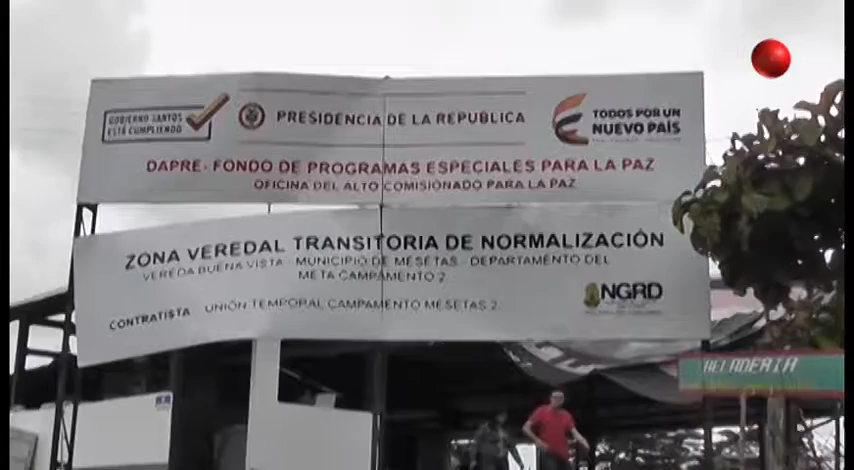 GOBIERNO SANTOS
ESTÁ CUMPLIENDO
PRESIDENCIA DE LA REPUBLICA
TODOS POR UN
NUEVO PAÍS
DAPRE - FONDO DE PROGRAMAS ESPECIALES PARA LA PAZ
OFICINA DEL ALTO COMISIONADO PARA LA PAZ
ZONA VEREDAL TRANSITORIA DE NORMALIZACIÓN
VEREDA BUENA VISTA - MUNICIPIO DE MESETAS - DEPARTAMENTO DEL
META CAMPAMENTO 2
NGRD
CONTRATISTA UNIÓN TEMPORAL CAMPAMENTO MESETAS 2
HELADERIA